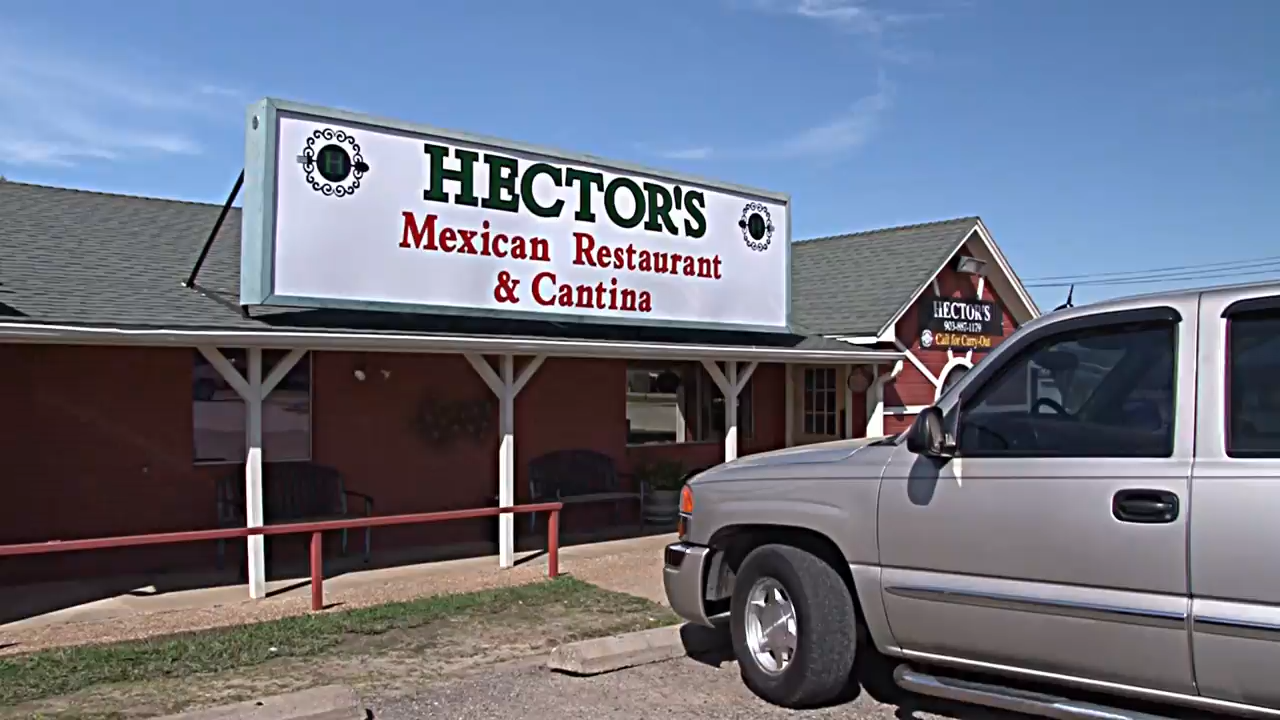 HECTOR'S
Mexican Restaurant
& Cantina
H
H
HECTOR'S
903-887-1179
Call for Carry-Out